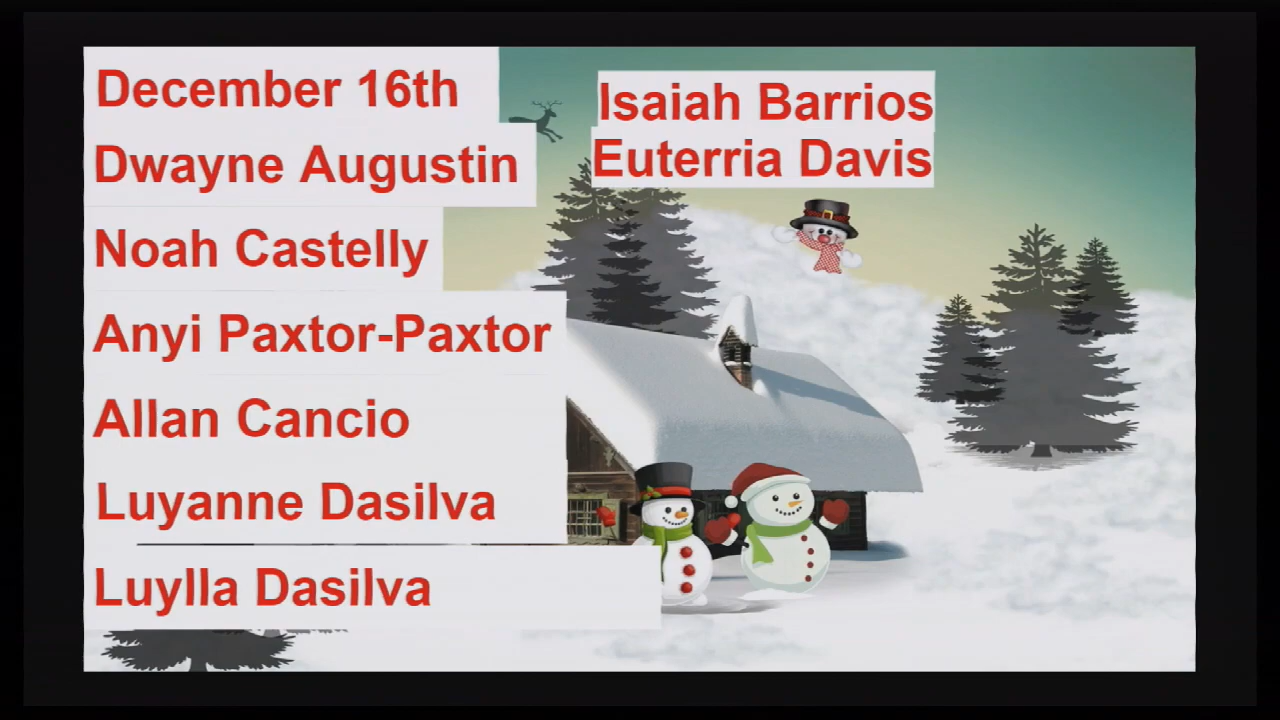 December 16th
Dwayne Augustin
Noah Castelly
Anyi Paxtor-Paxtor
Allan Cancio
Luyanne Dasilva
Luylla Dasilva
Isaiah Barrios
Euterria Davis